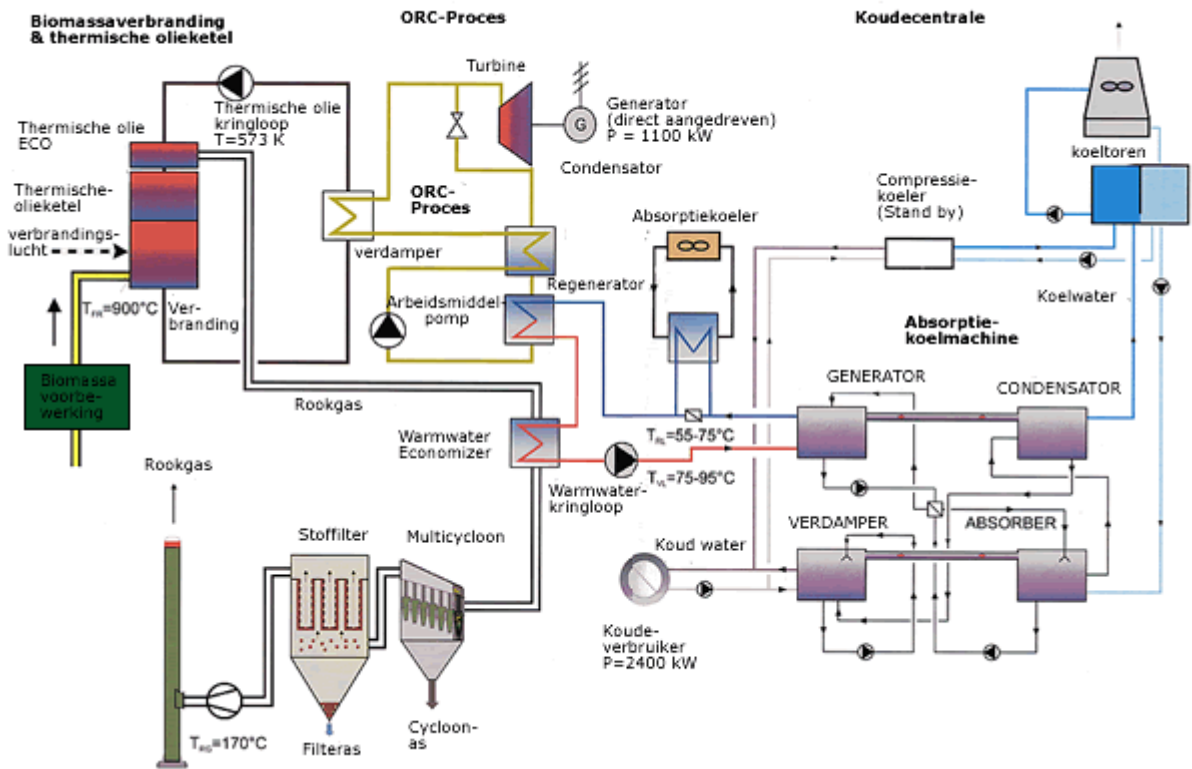 Biomassaverbranding
& thermische olieketel
ORC-Proces
Koudecentrale
Turbine
Thermische olie
kringloop
T=573 K
Generator
(direct aangedreven)
P = 1100 kW
G
Thermische olie
ECO
Condensator
koeltoren
Thermische-
olieketel
ORC-
Proces
Absorptiekoeler
Compressie-
koeler
(Stand by)
verbrandings-
lucht
verdamper
Regenerator
Koelwater
T_FR=900°C
Ver-
branding
Arbeidsmiddel-
pomp
Absorptie-
koelmachine
Biomassa
voorbe-
werking
GENERATOR
CONDENSATOR
Rookgas
Warmwater
Economizer
T_RL=55-75°C
T_VL=75-95°C
Rookgas
Warmwater-
kringloop
Stoffilter
Multicycloon
Koud water
VERDAMPER
ABSORBER
Koude-
verbruiker
P=2400 kW
T_RG=170°C
Filteras
Cycloon-
as